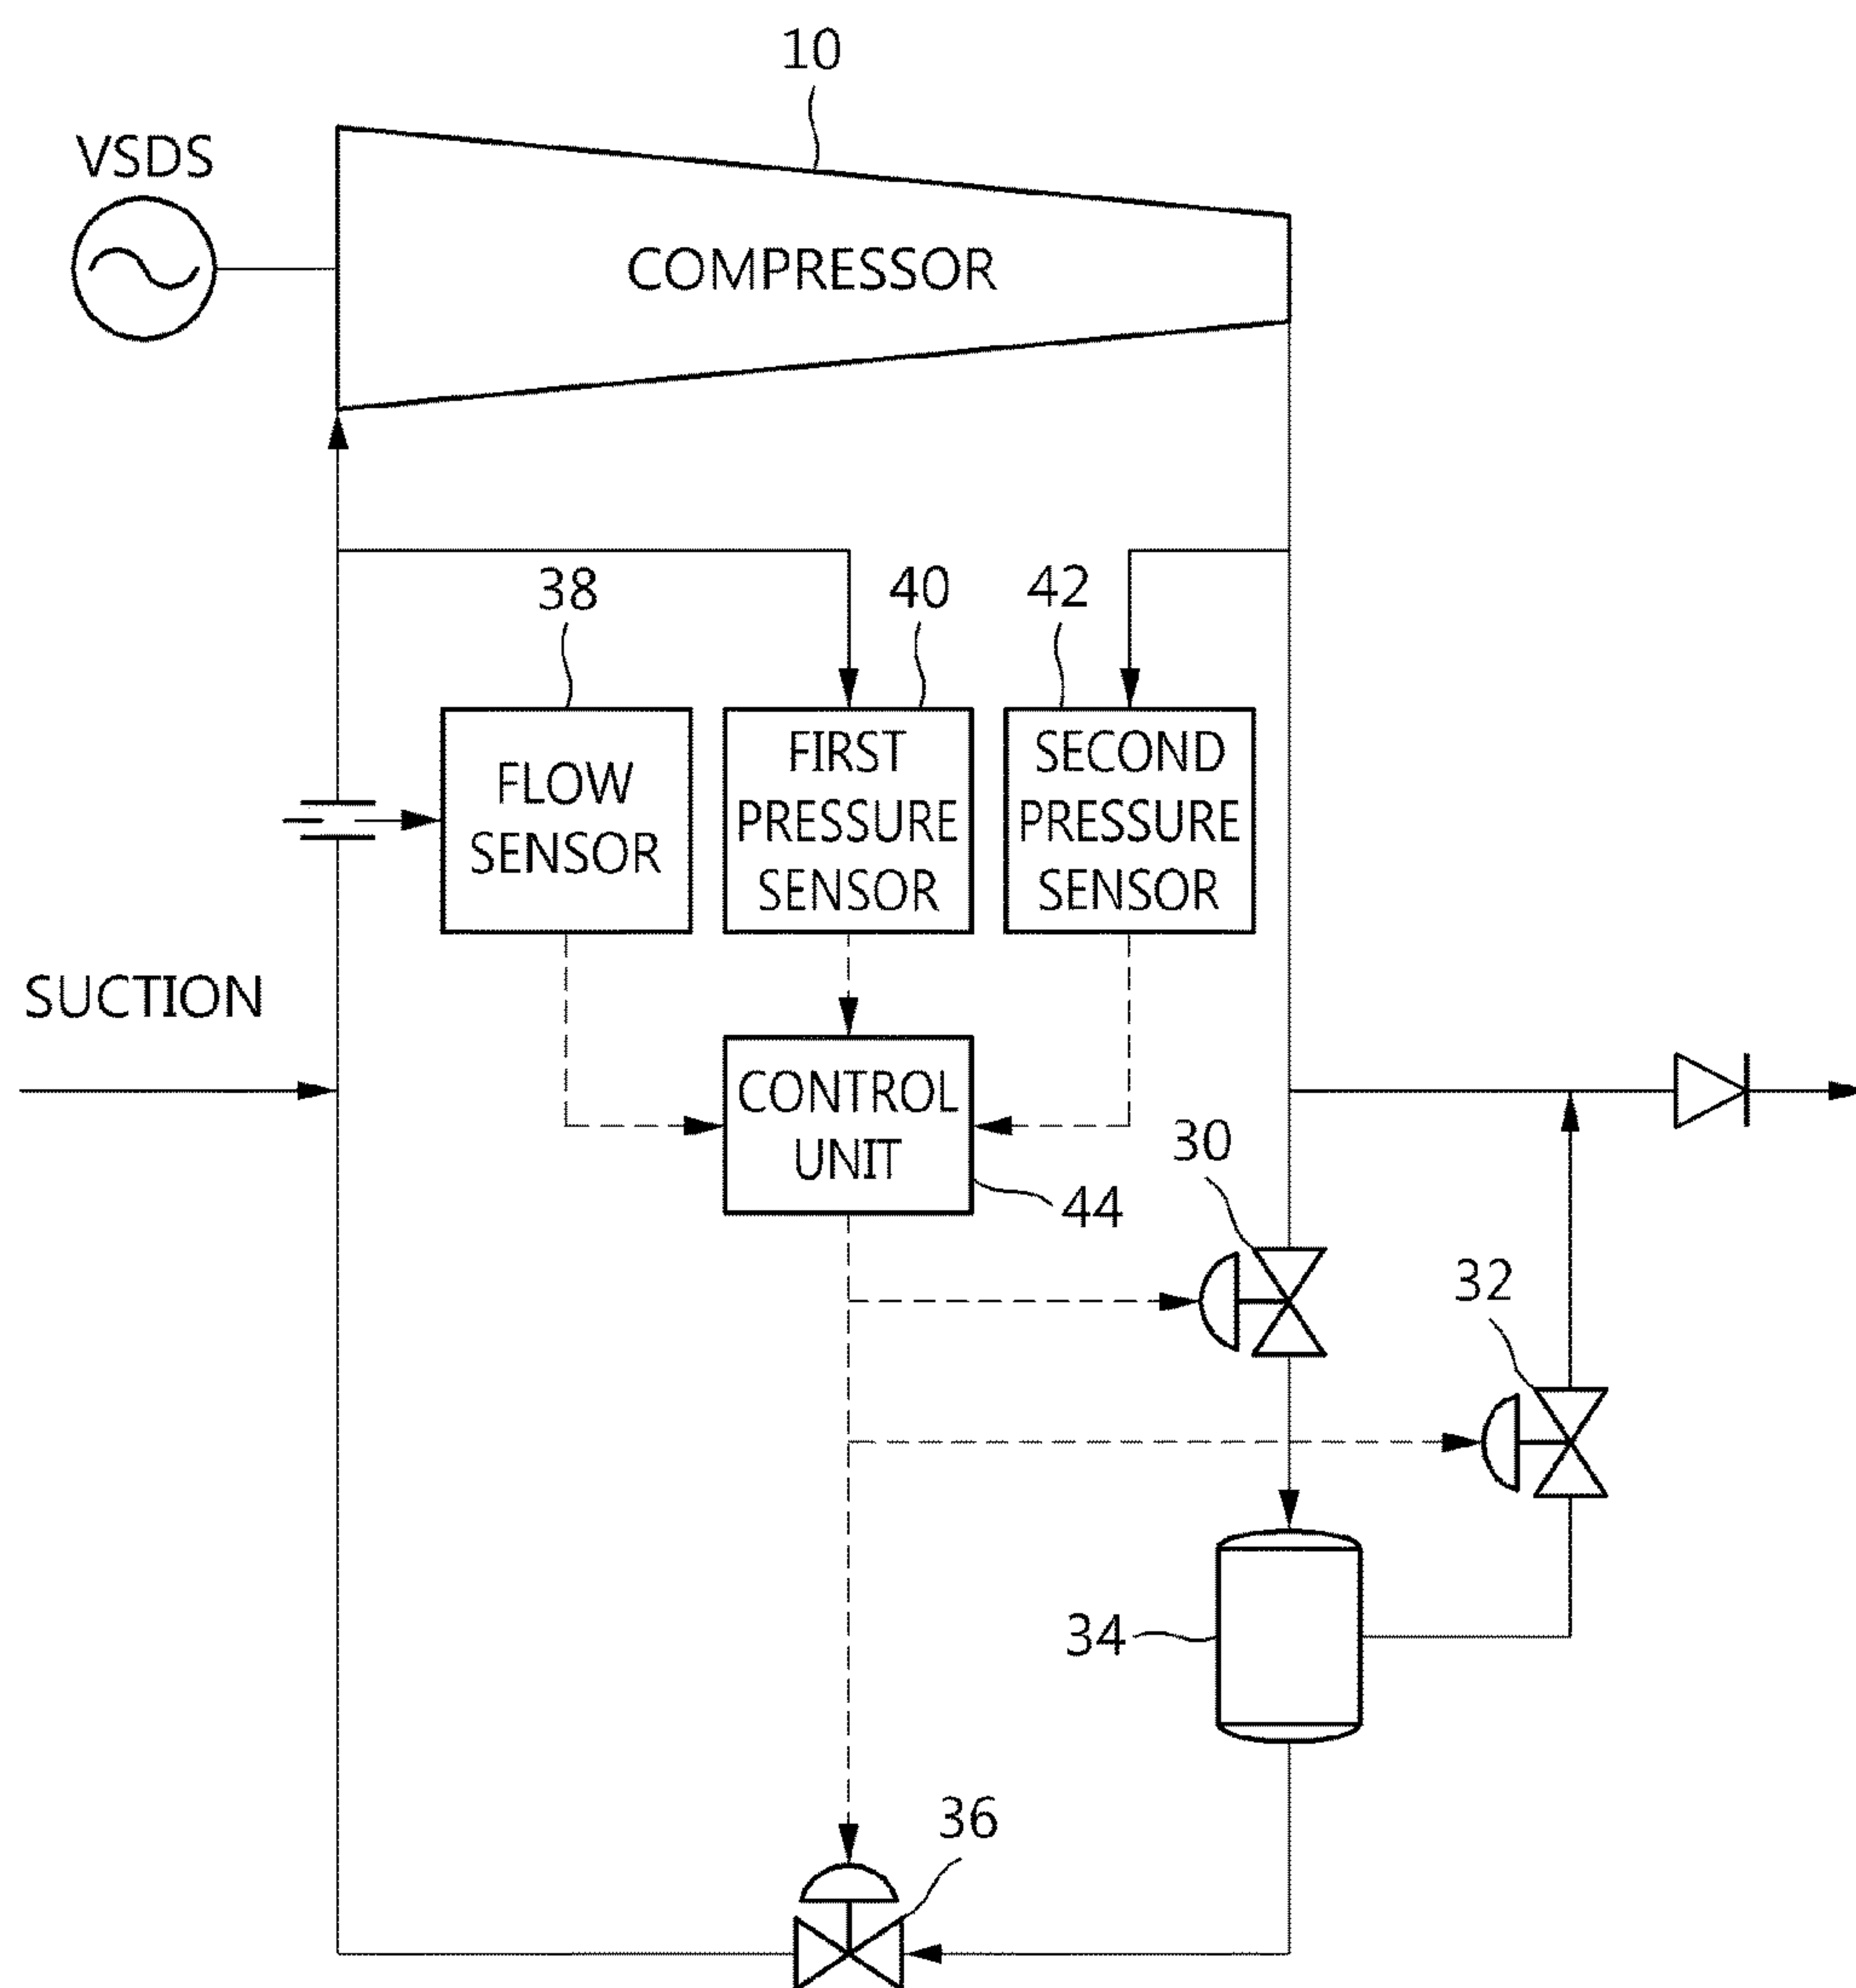 10
VSDS
COMPRESSOR
38
40
42
FLOW
SENSOR
FIRST
PRESSURE
SENSOR
SECOND
PRESSURE
SENSOR
SUCTION
CONTROL
UNIT
44
30
32
34
36